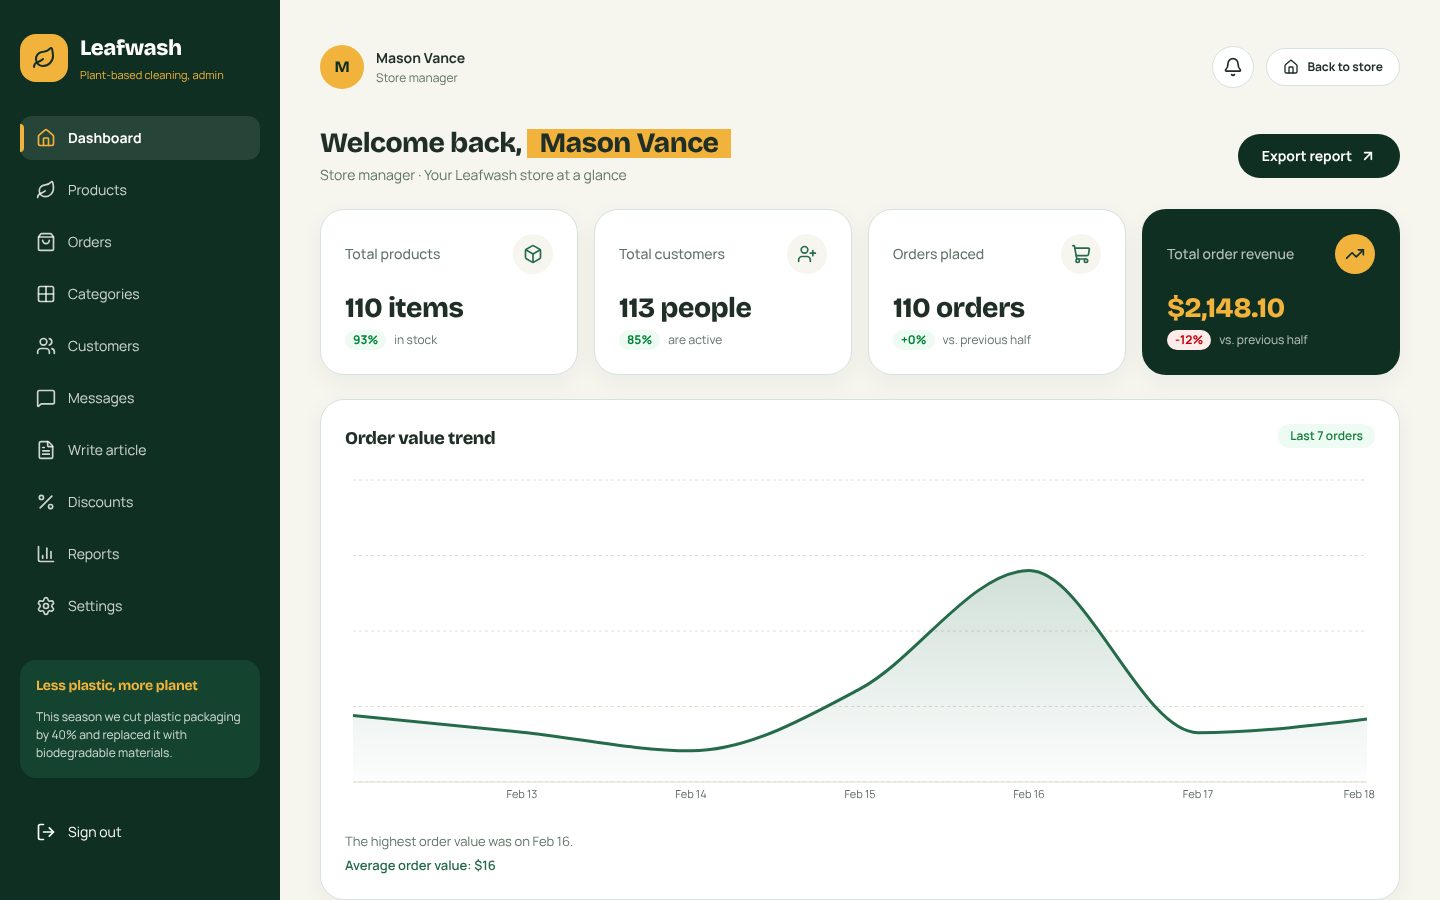 Leafwash
Plant-based cleaning, admin
Dashboard
Products
Orders
Categories
Customers
Messages
Write article
Discounts
Reports
Settings
Less plastic, more planet
This season we cut plastic packaging
by 40% and replaced it with
biodegradable materials.
Sign out
M
Mason Vance
Store manager
Back to store
Welcome back, Mason Vance
Store manager · Your Leafwash store at a glance
Export report
Total products
110 items
93% in stock
Total customers
113 people
85% are active
Orders placed
110 orders
+0% vs. previous half
Total order revenue
$2,148.10
-12% vs. previous half
Order value trend
Last 7 orders
Feb 13 Feb 14 Feb 15 Feb 16 Feb 17 Feb 18
The highest order value was on Feb 16.
Average order value: $16